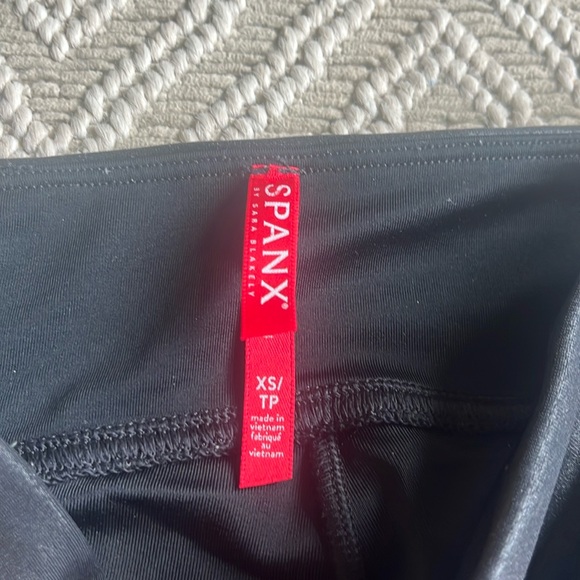 SPANX®
BY SARA BLAKELY
XS/
TP
made in
vietnam
fabriqué
au
vietnam